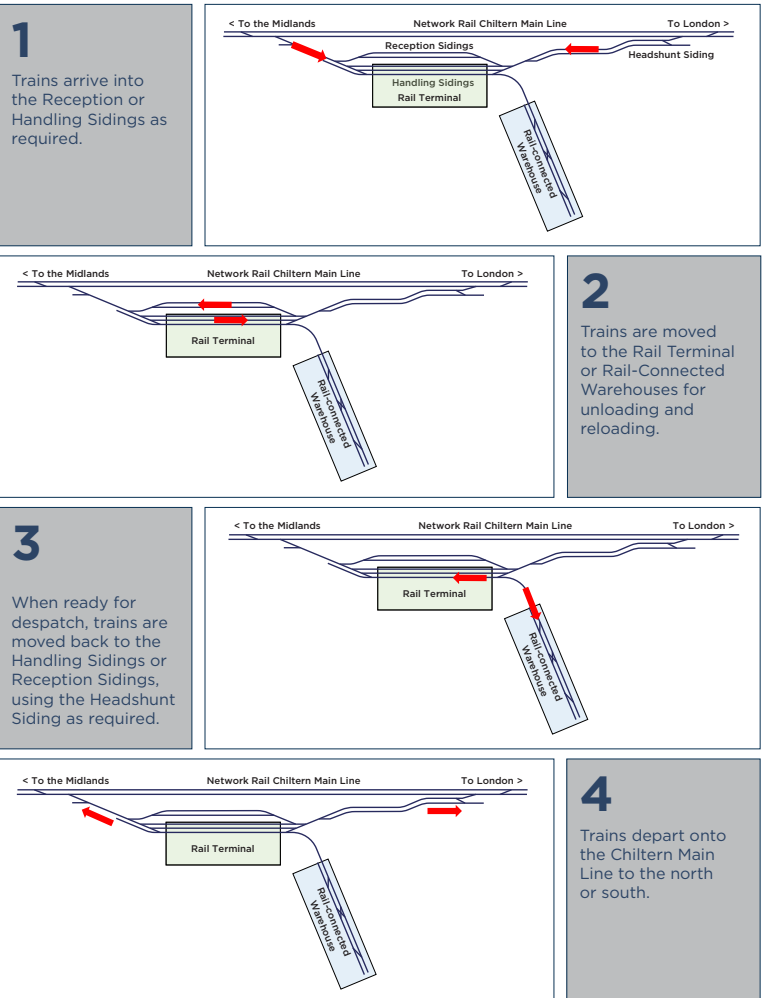 1
Trains arrive into
the Reception or
Handling Sidings as
required.
< To the Midlands
Network Rail Chiltern Main Line
To London >
Reception Sidings
Headshunt Siding
Handling Sidings
Rail Terminal
Rail-connected
Warehouse
< To the Midlands
Network Rail Chiltern Main Line
To London >
Rail Terminal
Rail-connected
Warehouse
2
Trains are moved
to the Rail Terminal
or Rail-Connected
Warehouses for
unloading and
reloading.
3
When ready for
despatch, trains are
moved back to the
Handling Sidings or
Reception Sidings,
using the Headshunt
Siding as required.
< To the Midlands
Network Rail Chiltern Main Line
To London >
Rail Terminal
Rail-connected
Warehouse
< To the Midlands
Network Rail Chiltern Main Line
To London >
Rail Terminal
Rail-connected
Warehouse
4
Trains depart onto
the Chiltern Main
Line to the north
or south.